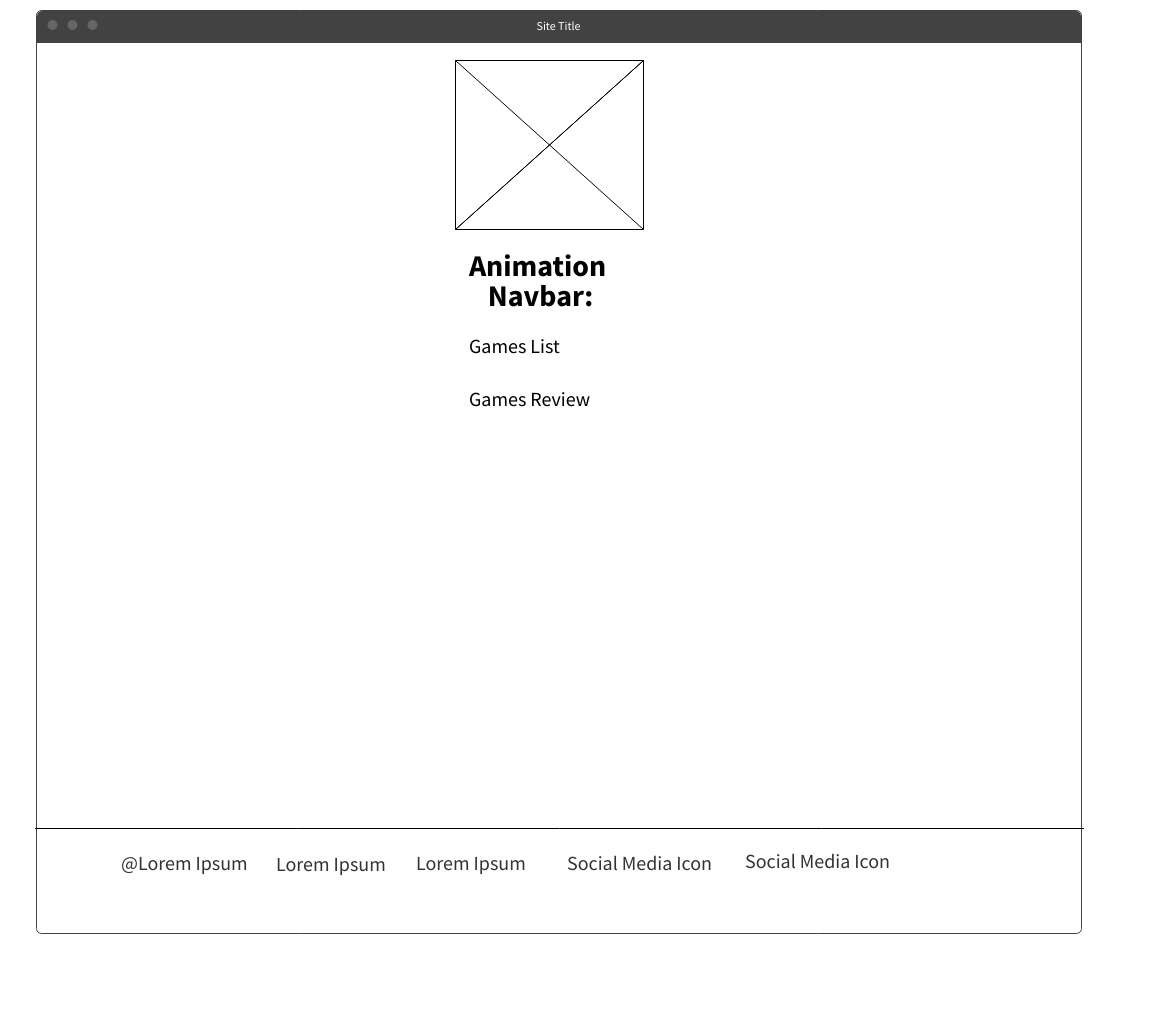 Site Title
Animation
Navbar:
Games List
Games Review
@Lorem Ipsum Lorem Ipsum Lorem Ipsum Social Media Icon Social Media Icon